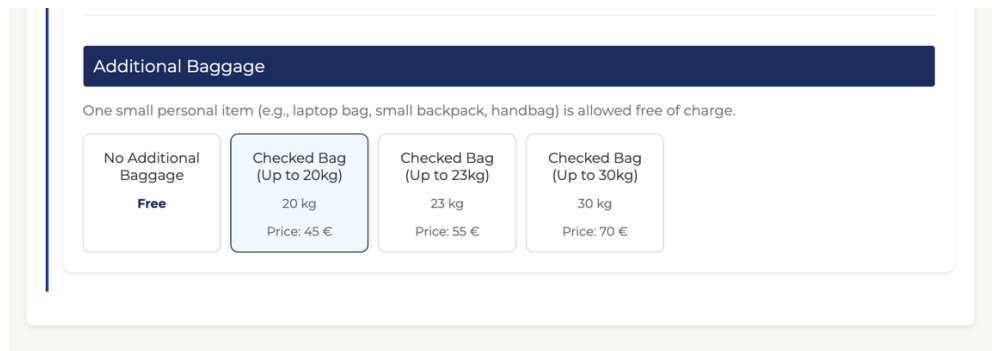 Additional Baggage
One small personal item (e.g., laptop bag, small backpack, handbag) is allowed free of charge.
No Additional
Baggage
Free
Checked Bag
(Up to 20kg)
20 kg
Price: 45 €
Checked Bag
(Up to 23kg)
23 kg
Price: 55 €
Checked Bag
(Up to 30kg)
30 kg
Price: 70 €